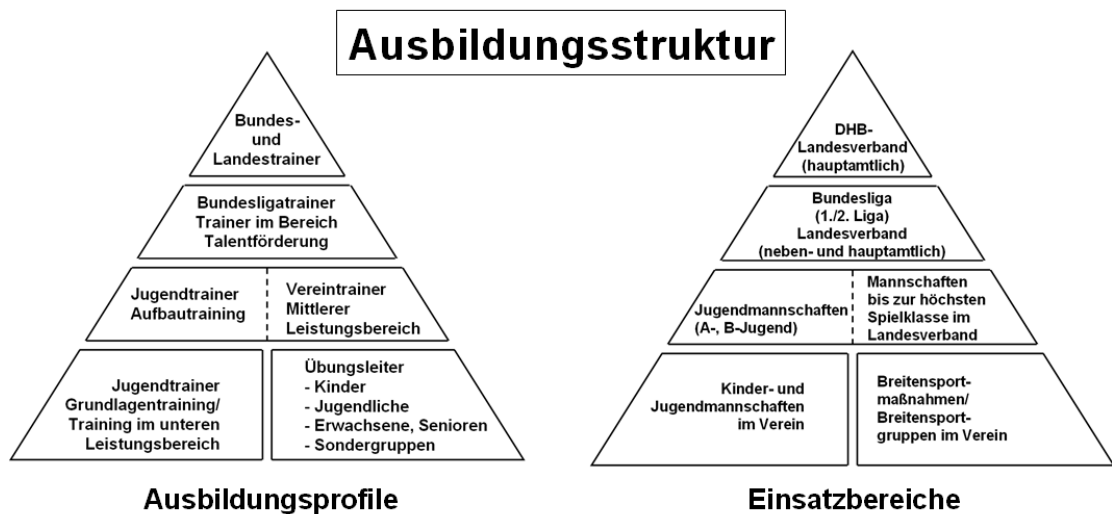 Ausbildungsstruktur
Bundes-
und
Landestrainer
Bundesligatrainer
Trainer im Bereich
Talentförderung
Jugendtrainer
Aufbautraining
Vereintrainer
Mittlerer
Leistungsbereich
Jugendtrainer
Grundlagentraining/
Training im unteren
Leistungsbereich
Übungsleiter
- Kinder
- Jugendliche
- Erwachsene, Senioren
- Sondergruppen
Ausbildungsprofile
DHB-
Landesverband
(hauptamtlich)
Bundesliga
(1./2. Liga)
Landesverband
(neben- und hauptamtlich)
Jugendmannschaften
(A-, B-Jugend)
Mannschaften
bis zur höchsten
Spielklasse im
Landesverband
Kinder- und
Jugendmannschaften
im Verein
Breitensport-
maßnahmen/
Breitensport-
gruppen im Verein
Einsatzbereiche